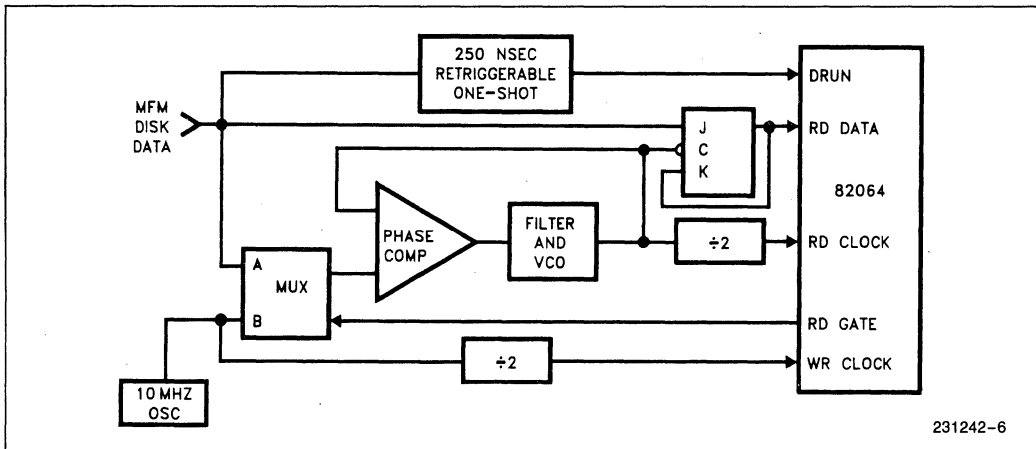 250 NSEC
RETRIGGERABLE
ONE-SHOT
DRUN
MFM
DISK
DATA
J
C
K
RD DATA
82064
PHASE
COMP
FILTER
AND
VCO
÷2
RD CLOCK
A
MUX
B
RD GATE
÷2
WR CLOCK
10 MHZ
OSC
231242-6